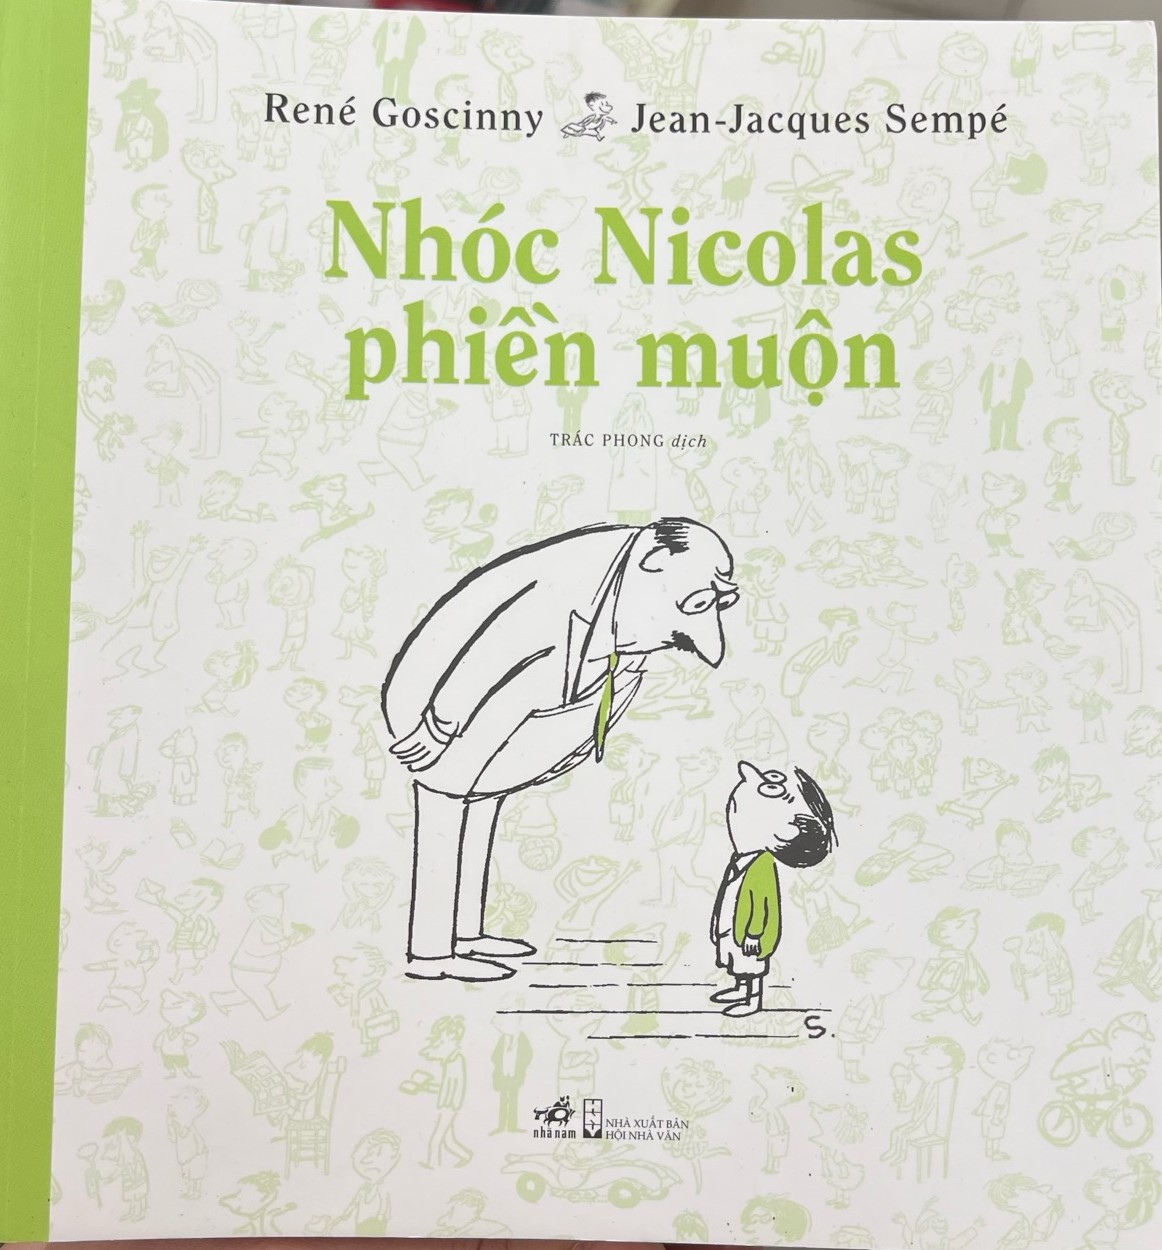 René Goscinny Jean-Jacques Sempé
Nhóc Nicolas
phiền muộn
TRÁC PHONG dịch
S.
nhã nam
NHÀ XUẤT BẢN
HỘI NHÀ VĂN